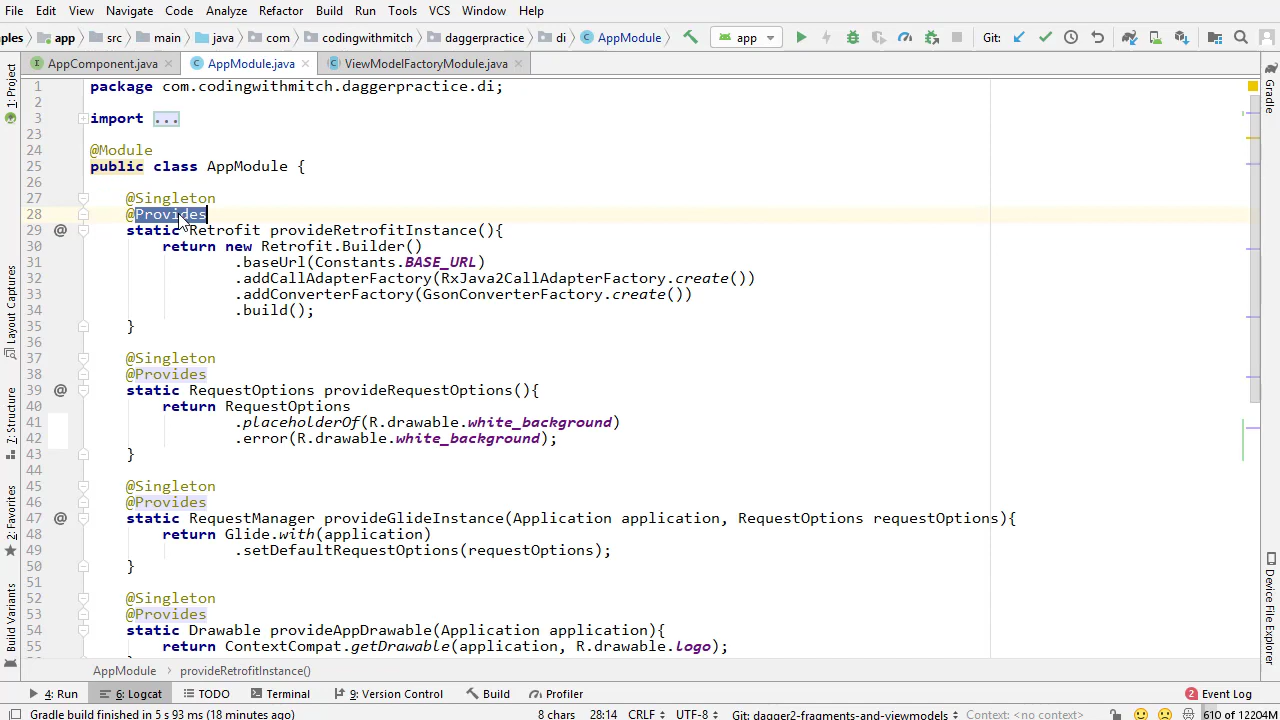 File Edit View Navigate Code Analyze Refactor Build Run Tools VCS Window Help
ples app src main java com codingwithmitch daggerpractice di AppModule app Git:
AppComponent.java AppModule.java ViewModelFactoryModule.java
1: Project
Layout Captures
Z: Structure
2: Favorites
Build Variants
1 package com.codingwithmitch.daggerpractice.di;
2
3 import ...
23
24 @Module
25 public class AppModule {
26
27 @Singleton
28 @Provides
29 static Retrofit provideRetrofitInstance(){
30 return new Retrofit.Builder()
31 .baseUrl(Constants.BASE_URL)
32 .addCallAdapterFactory(RxJava2CallAdapterFactory.create())
33 .addConverterFactory(GsonConverterFactory.create())
34 .build();
35 }
36
37 @Singleton
38 @Provides
39 static RequestOptions provideRequestOptions(){
40 return RequestOptions
41 .placeholderOf(R.drawable.white_background)
42 .error(R.drawable.white_background);
43 }
44
45 @Singleton
46 @Provides
47 static RequestManager provideGlideInstance(Application application, RequestOptions requestOptions){
48 return Glide.with(application)
49 .setDefaultRequestOptions(requestOptions);
50 }
51
52 @Singleton
53 @Provides
54 static Drawable provideAppDrawable(Application application){
55 return ContextCompat.getDrawable(application, R.drawable.logo);
Gradle
Device File Explorer
AppModule provideRetrofitInstance()
4: Run 6: Logcat TODO Terminal 9: Version Control Build Profiler 2 Event Log
Gradle build finished in 5 s 93 ms (18 minutes ago) 8 chars 28:14 CRLF UTF-8 Git: dagger2-fragments-and-viewmodels Context: <no context> 610 of 12204M